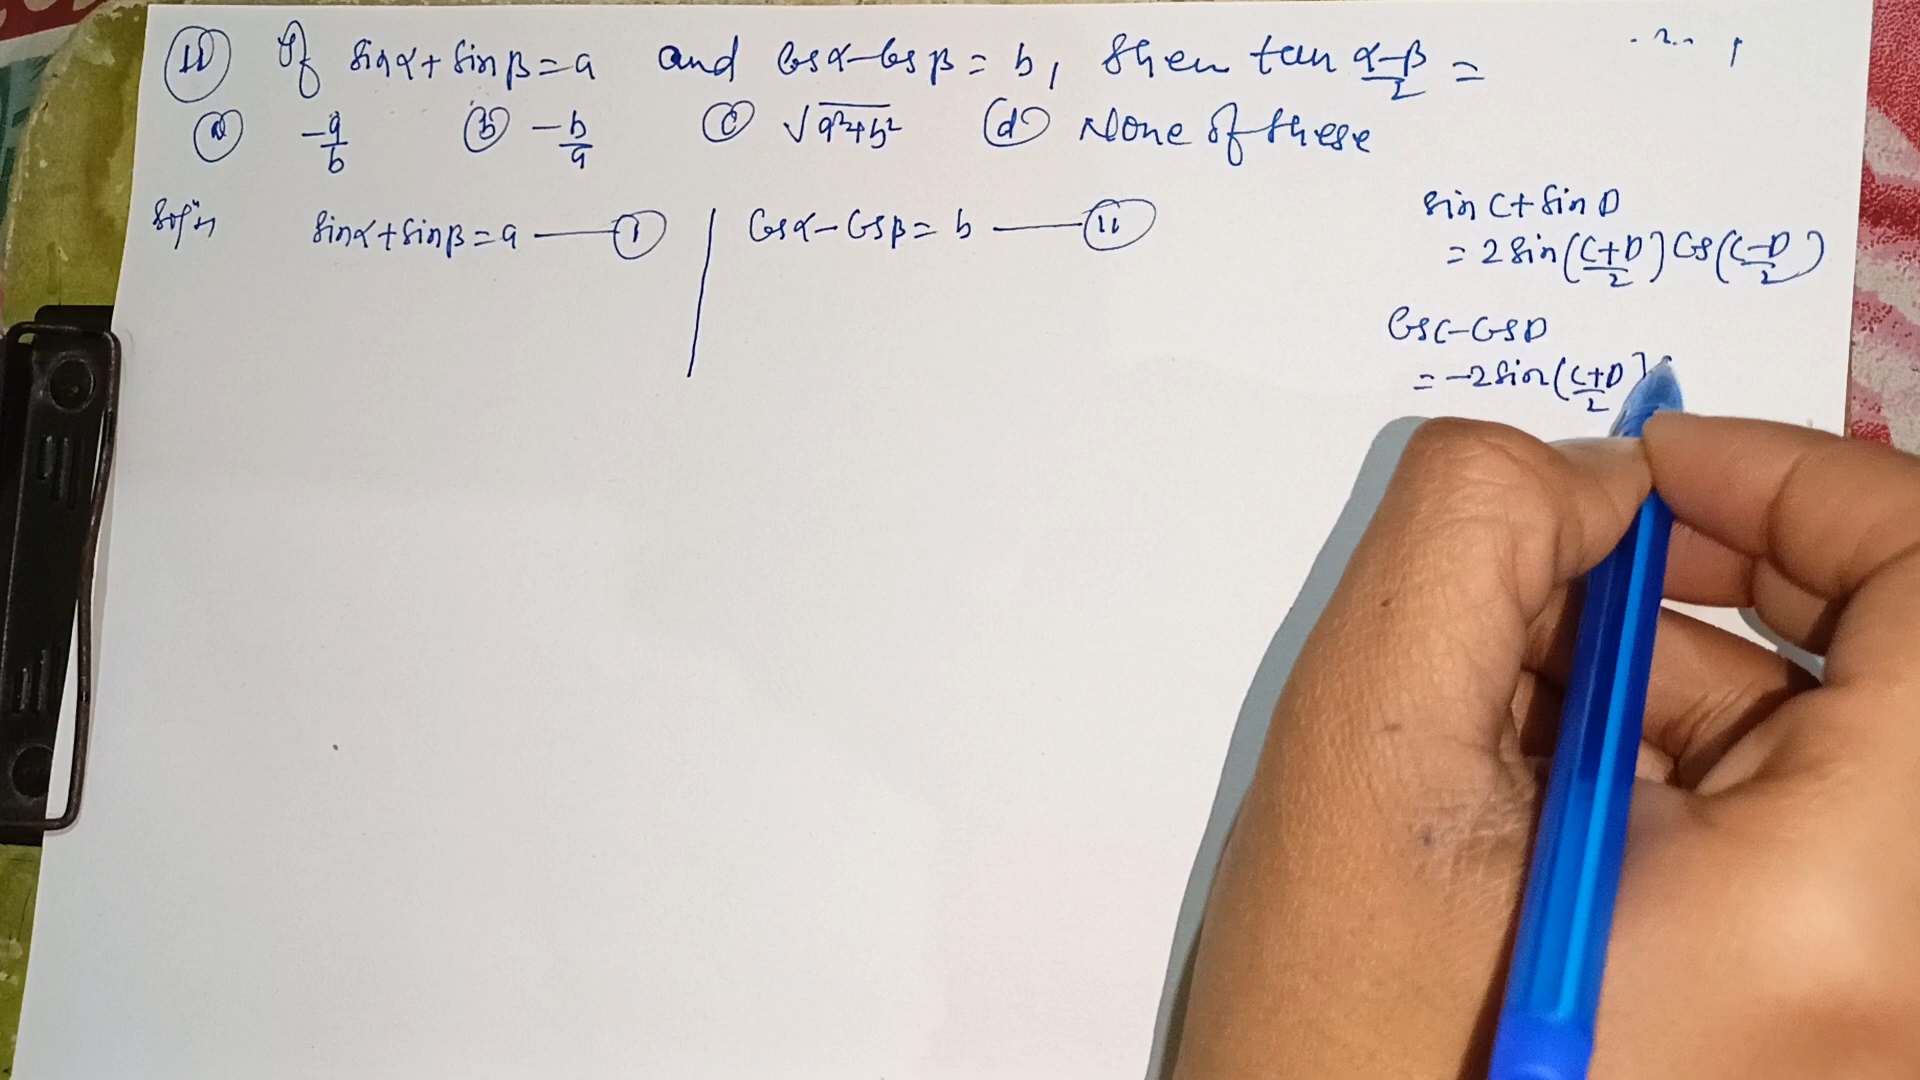 11 If sinα + sinβ = a and cosα - cosβ = b, then tan (α-β)/2 =
(a) -a/b (b) -b/a (c) √(a²+b²) (d) None of these
Sol'n sinα + sinβ = a — (i) cosα - cosβ = b — (ii)
sin C + sin D
= 2 sin((C+D)/2) cos((C-D)/2)
cos C - cos D
= -2 sin((C+D)/2)